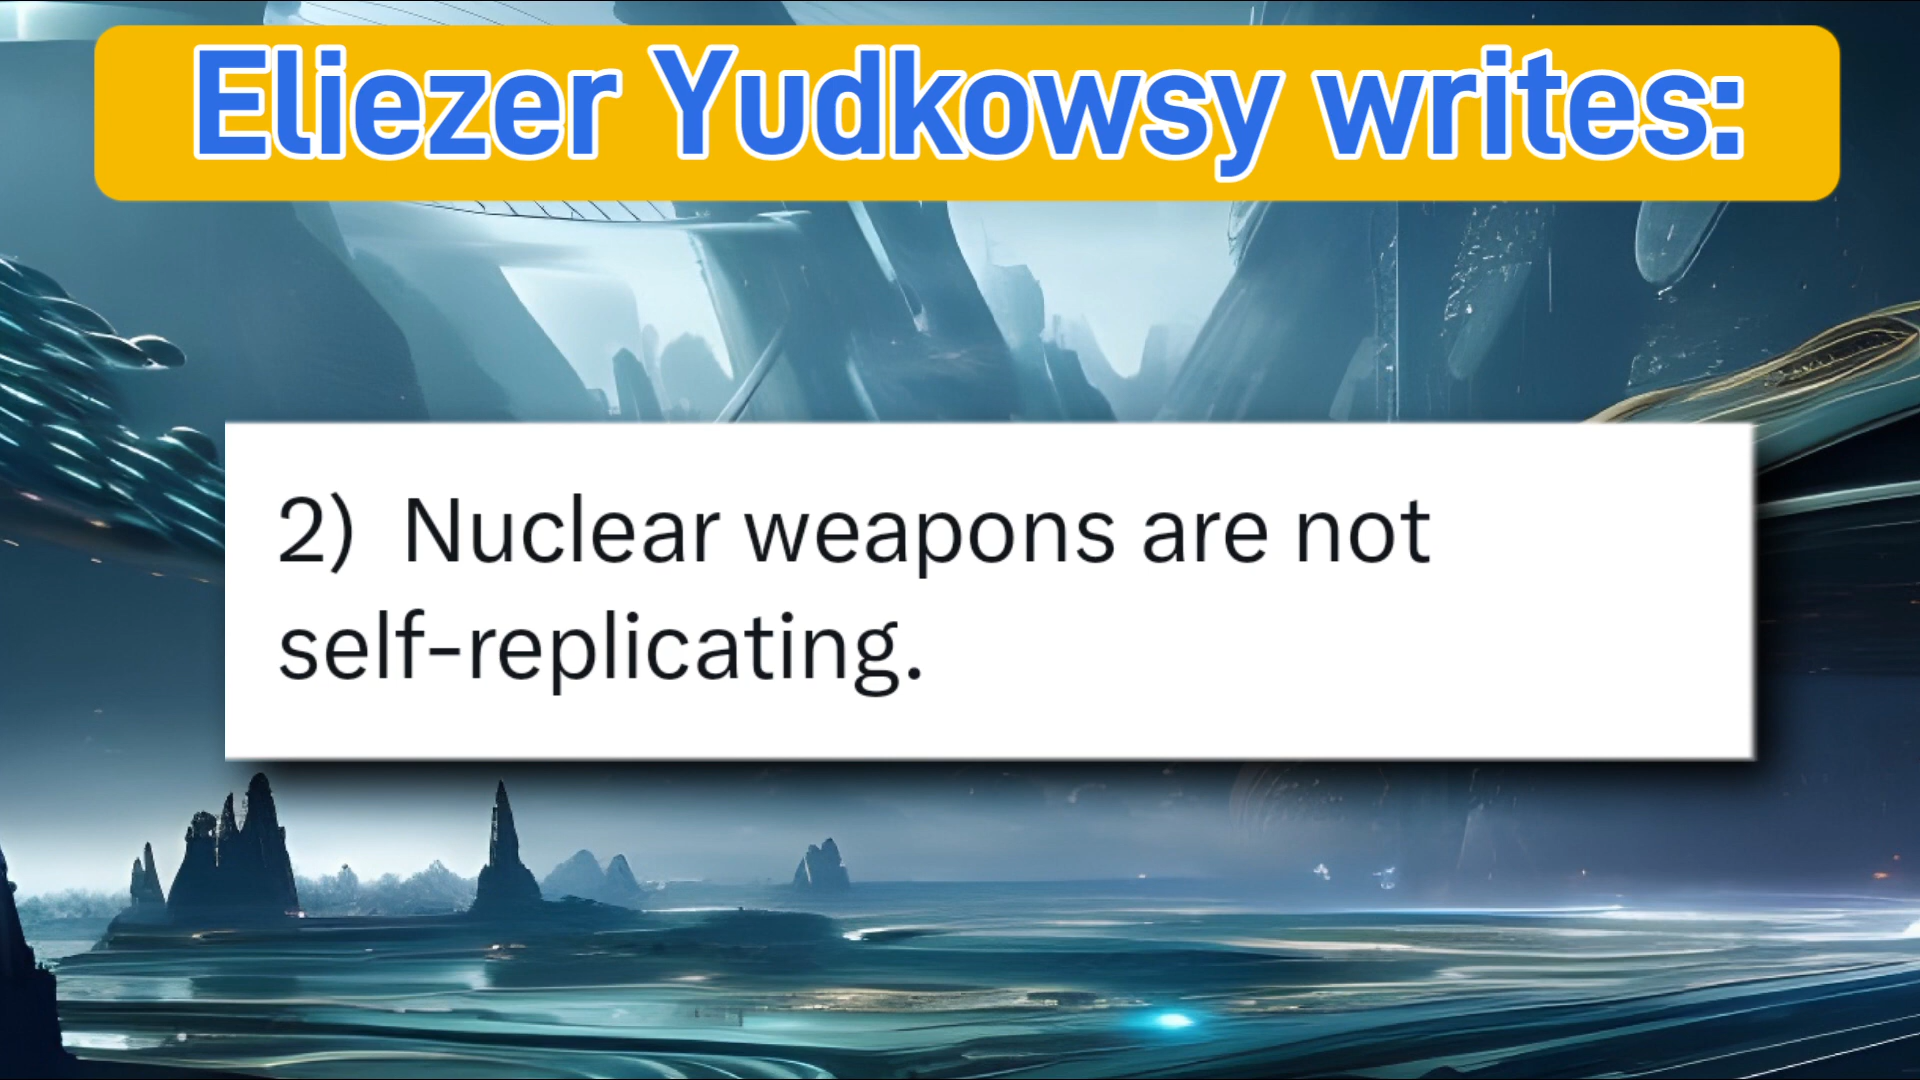 Eliezer Yudkowsy writes:
2) Nuclear weapons are not
self-replicating.